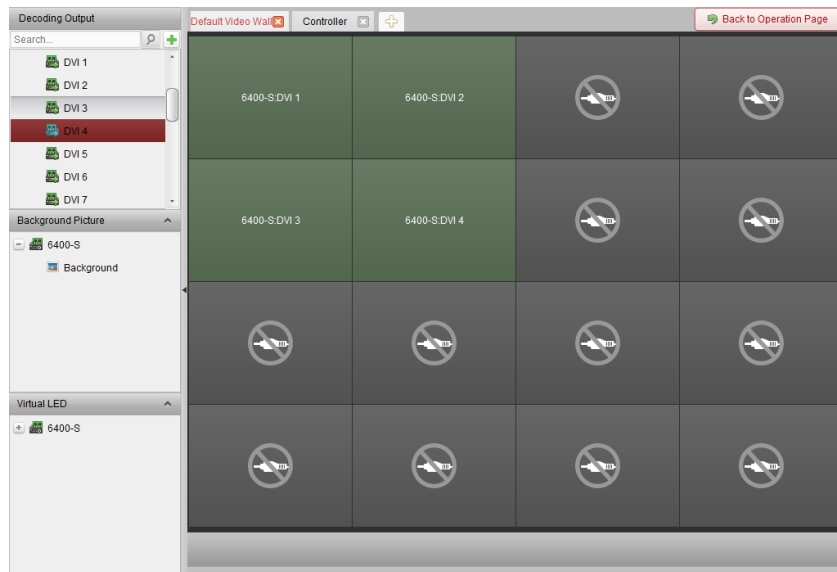 Decoding Output
Default Video Wall
Controller
Back to Operation Page
Search...
DVI 1
DVI 2
DVI 3
DVI 4
DVI 5
DVI 6
DVI 7
Background Picture
6400-S
Background
Virtual LED
6400-S
6400-S:DVI 1
6400-S:DVI 2
6400-S:DVI 3
6400-S:DVI 4